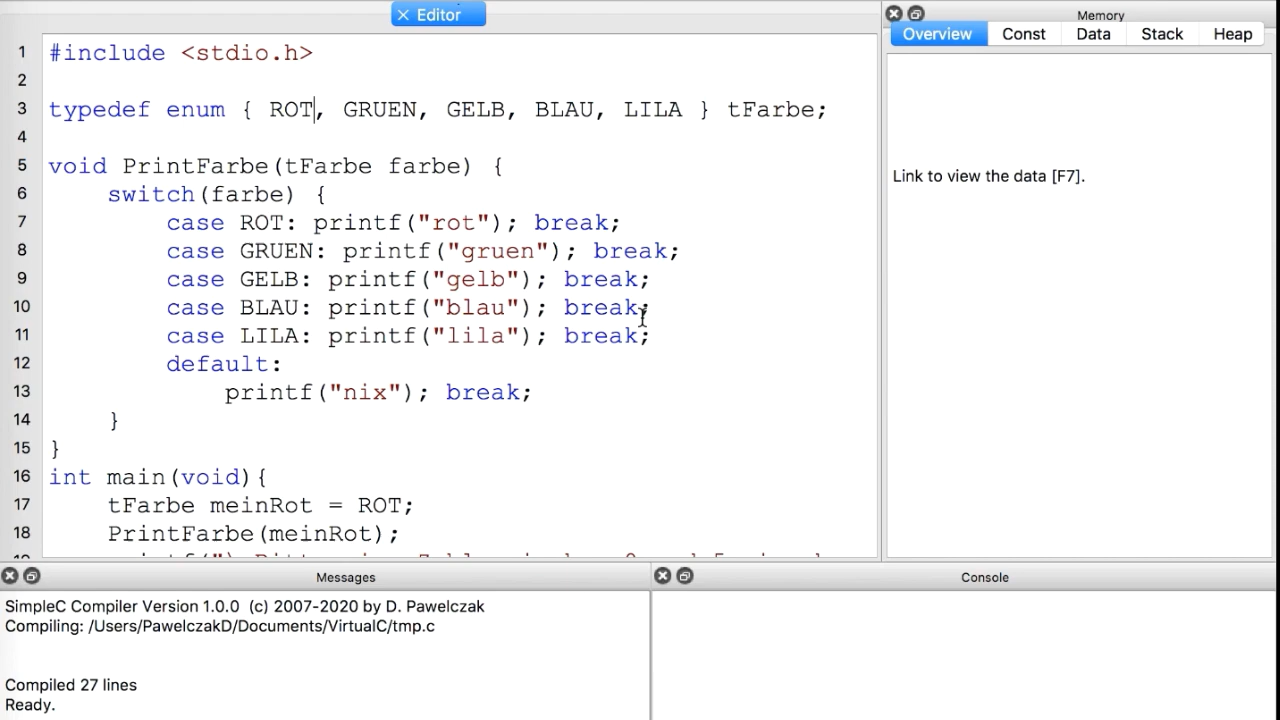 Editor
Memory
Overview Const Data Stack Heap
1 #include <stdio.h>
2
3 typedef enum { ROT, GRUEN, GELB, BLAU, LILA } tFarbe;
4
5 void PrintFarbe(tFarbe farbe) {
6 switch(farbe) {
7 case ROT: printf("rot"); break;
8 case GRUEN: printf("gruen"); break;
9 case GELB: printf("gelb"); break;
10 case BLAU: printf("blau"); break;
11 case LILA: printf("lila"); break;
12 default:
13 printf("nix"); break;
14 }
15 }
16 int main(void){
17 tFarbe meinRot = ROT;
18 PrintFarbe(meinRot);
Link to view the data [F7].
Messages
SimpleC Compiler Version 1.0.0 (c) 2007-2020 by D. Pawelczak
Compiling: /Users/PawelczakD/Documents/VirtualC/tmp.c
Compiled 27 lines
Ready.
Console